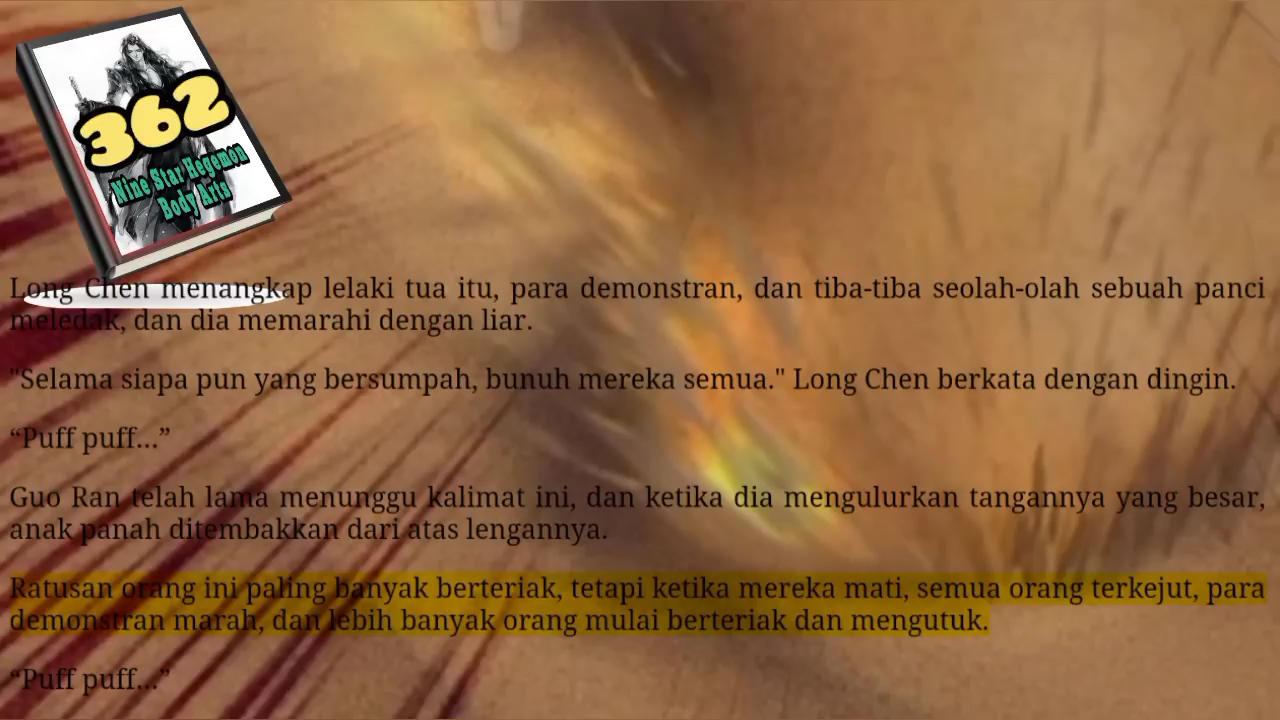 362
Nine Star Hegemon
Body Arts
Long Chen menangkap lelaki tua itu, para demonstran, dan tiba-tiba seolah-olah sebuah panci
meledak, dan dia memarahi dengan liar.
"Selama siapa pun yang bersumpah, bunuh mereka semua." Long Chen berkata dengan dingin.
“Puff puff...”
Guo Ran telah lama menunggu kalimat ini, dan ketika dia mengulurkan tangannya yang besar,
anak panah ditembakkan dari atas lengannya.
Ratusan orang ini paling banyak berteriak, tetapi ketika mereka mati, semua orang terkejut, para
demonstran marah, dan lebih banyak orang mulai berteriak dan mengutuk.
“Puff puff...”